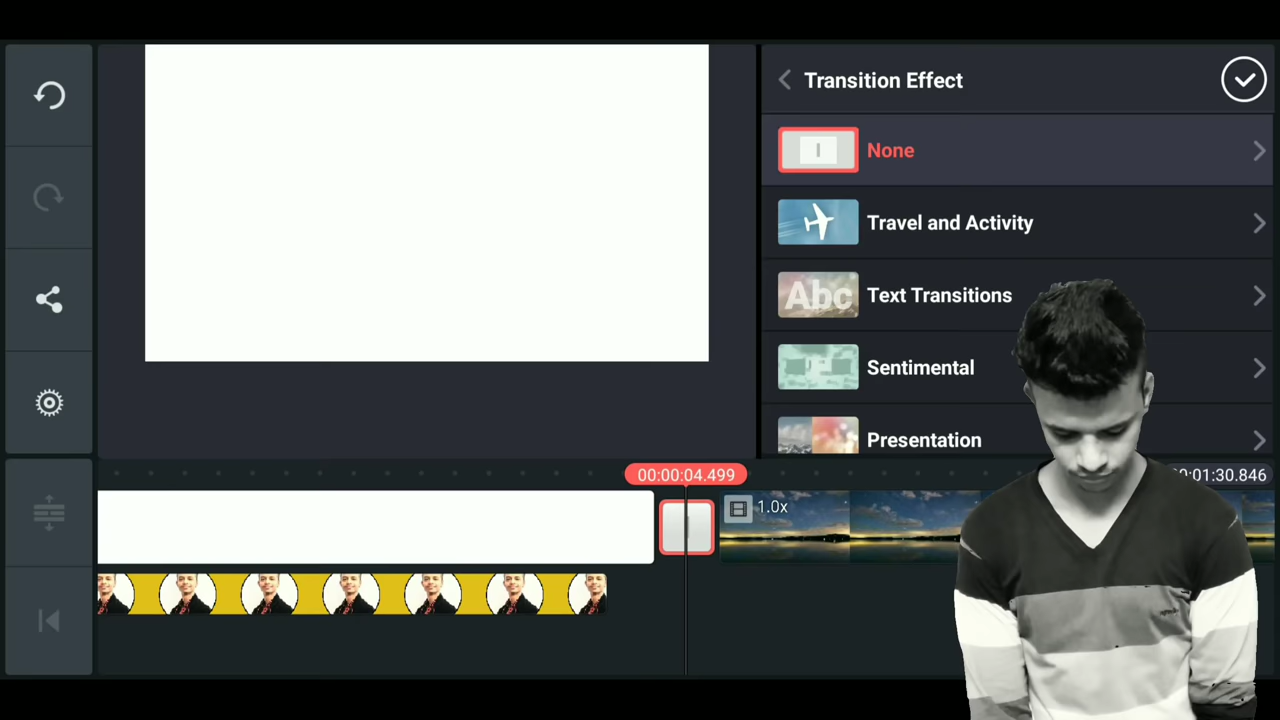 Transition Effect
None
Travel and Activity
Abc
Text Transitions
Sentimental
Presentation
00:00:04.499
0:01:30.846
1.0x